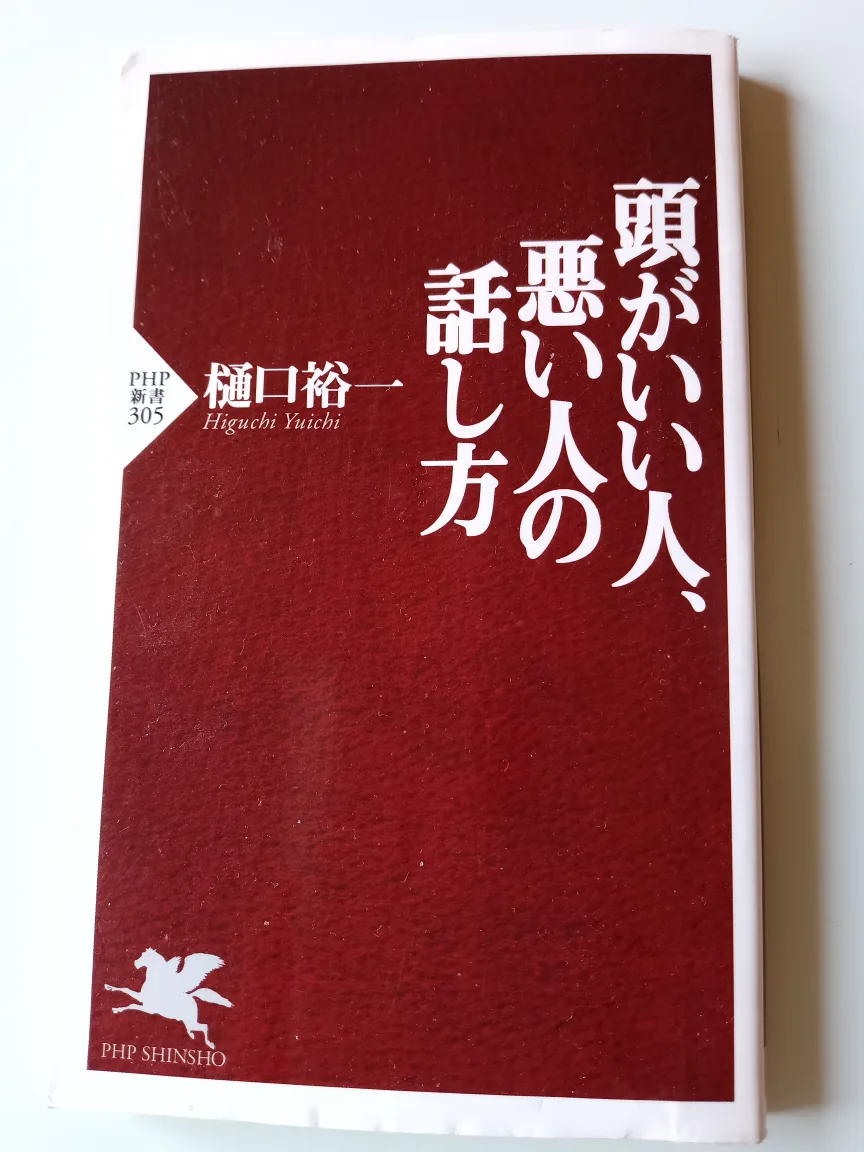 頭がいい人、
悪い人の
話し方
樋口裕一
Higuchi Yuichi
PHP
新書
305
PHP SHINSHO